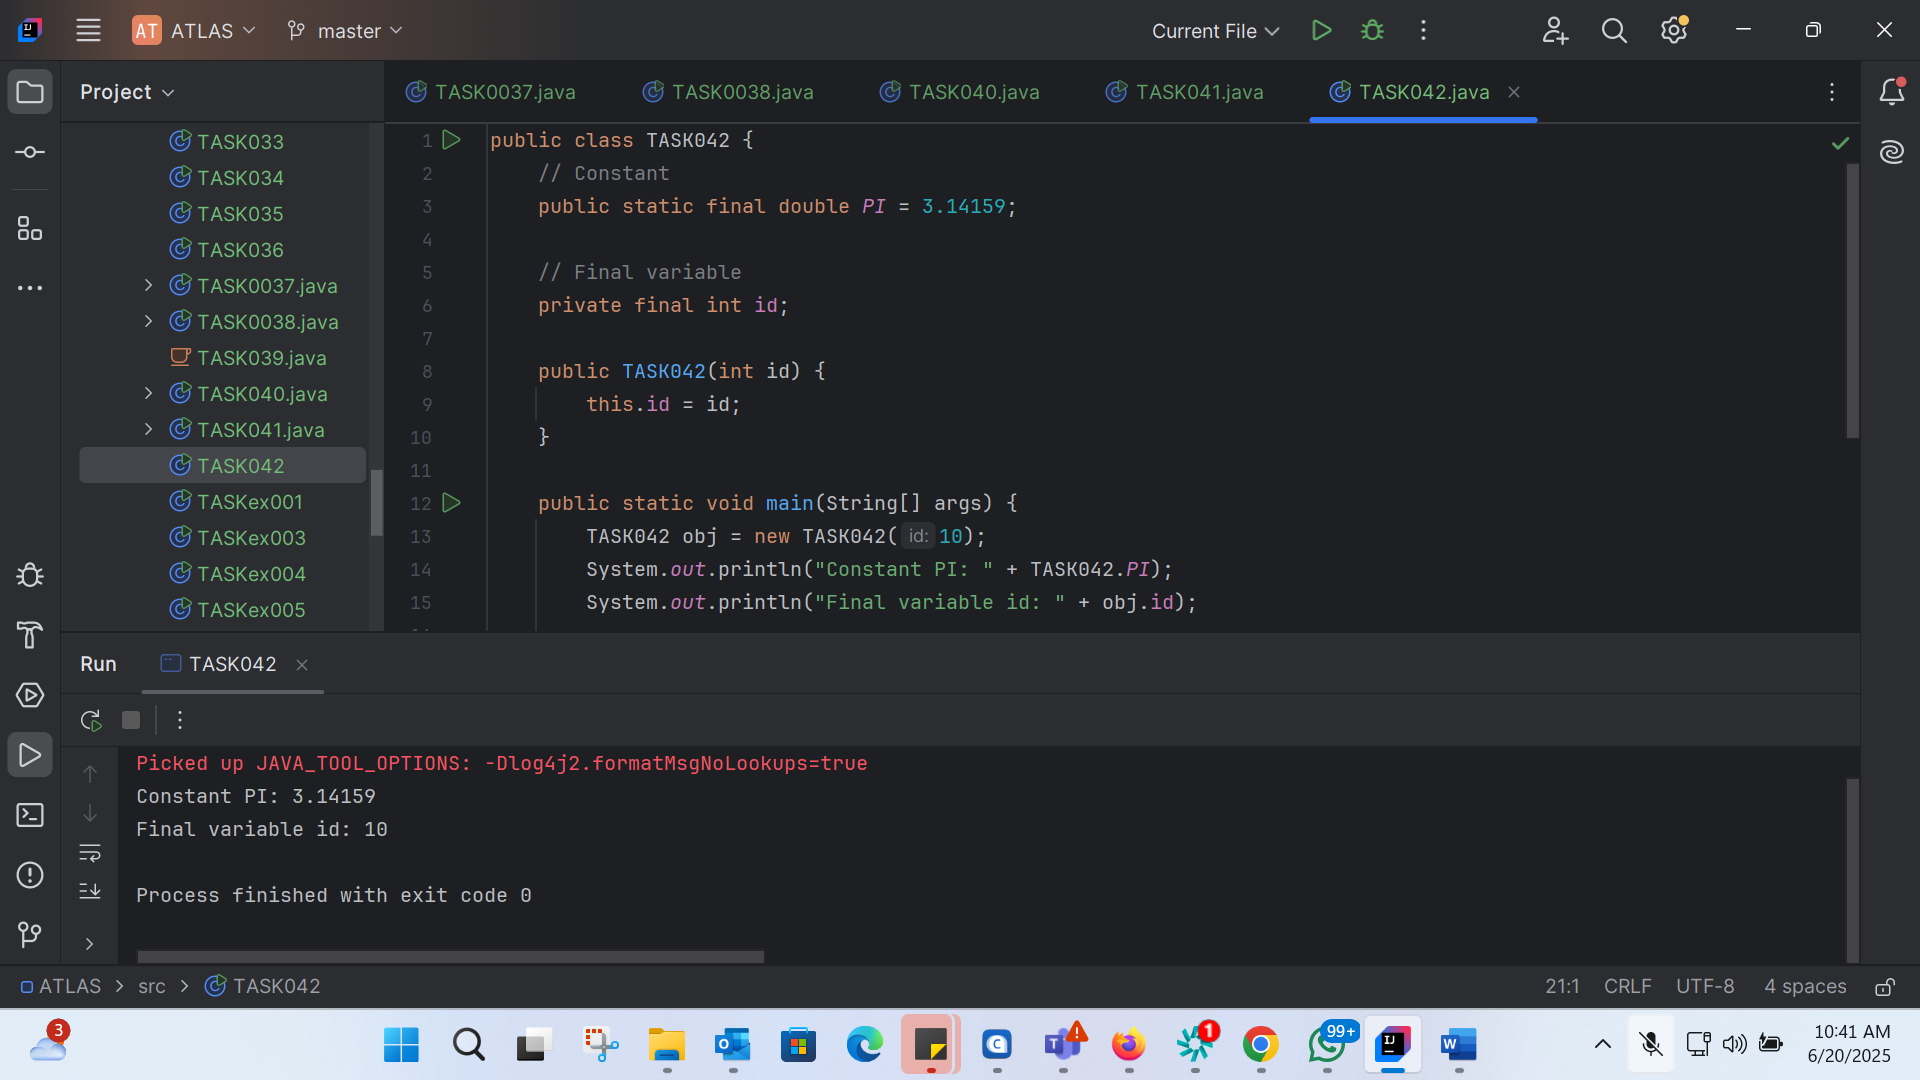 AT ATLAS master Current File
Project
TASK0037.java TASK0038.java TASK040.java TASK041.java TASK042.java
TASK033
TASK034
TASK035
TASK036
TASK0037.java
TASK0038.java
TASK039.java
TASK040.java
TASK041.java
TASK042
TASKex001
TASKex003
TASKex004
TASKex005
1 public class TASK042 {
2 // Constant
3 public static final double PI = 3.14159;
4
5 // Final variable
6 private final int id;
7
8 public TASK042(int id) {
9 this.id = id;
10 }
11
12 public static void main(String[] args) {
13 TASK042 obj = new TASK042( id: 10);
14 System.out.println("Constant PI: " + TASK042.PI);
15 System.out.println("Final variable id: " + obj.id);
Run TASK042
Picked up JAVA_TOOL_OPTIONS: -Dlog4j2.formatMsgNoLookups=true
Constant PI: 3.14159
Final variable id: 10
Process finished with exit code 0
ATLAS > src > TASK042 21:1 CRLF UTF-8 4 spaces
3
1
99+
10:41 AM
6/20/2025